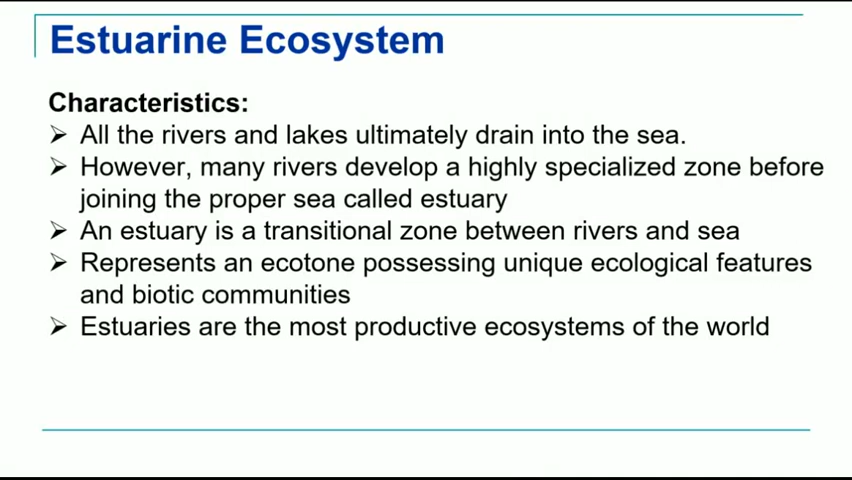 Estuarine Ecosystem
Characteristics:
➢ All the rivers and lakes ultimately drain into the sea.
➢ However, many rivers develop a highly specialized zone before
joining the proper sea called estuary
➢ An estuary is a transitional zone between rivers and sea
➢ Represents an ecotone possessing unique ecological features
and biotic communities
➢ Estuaries are the most productive ecosystems of the world